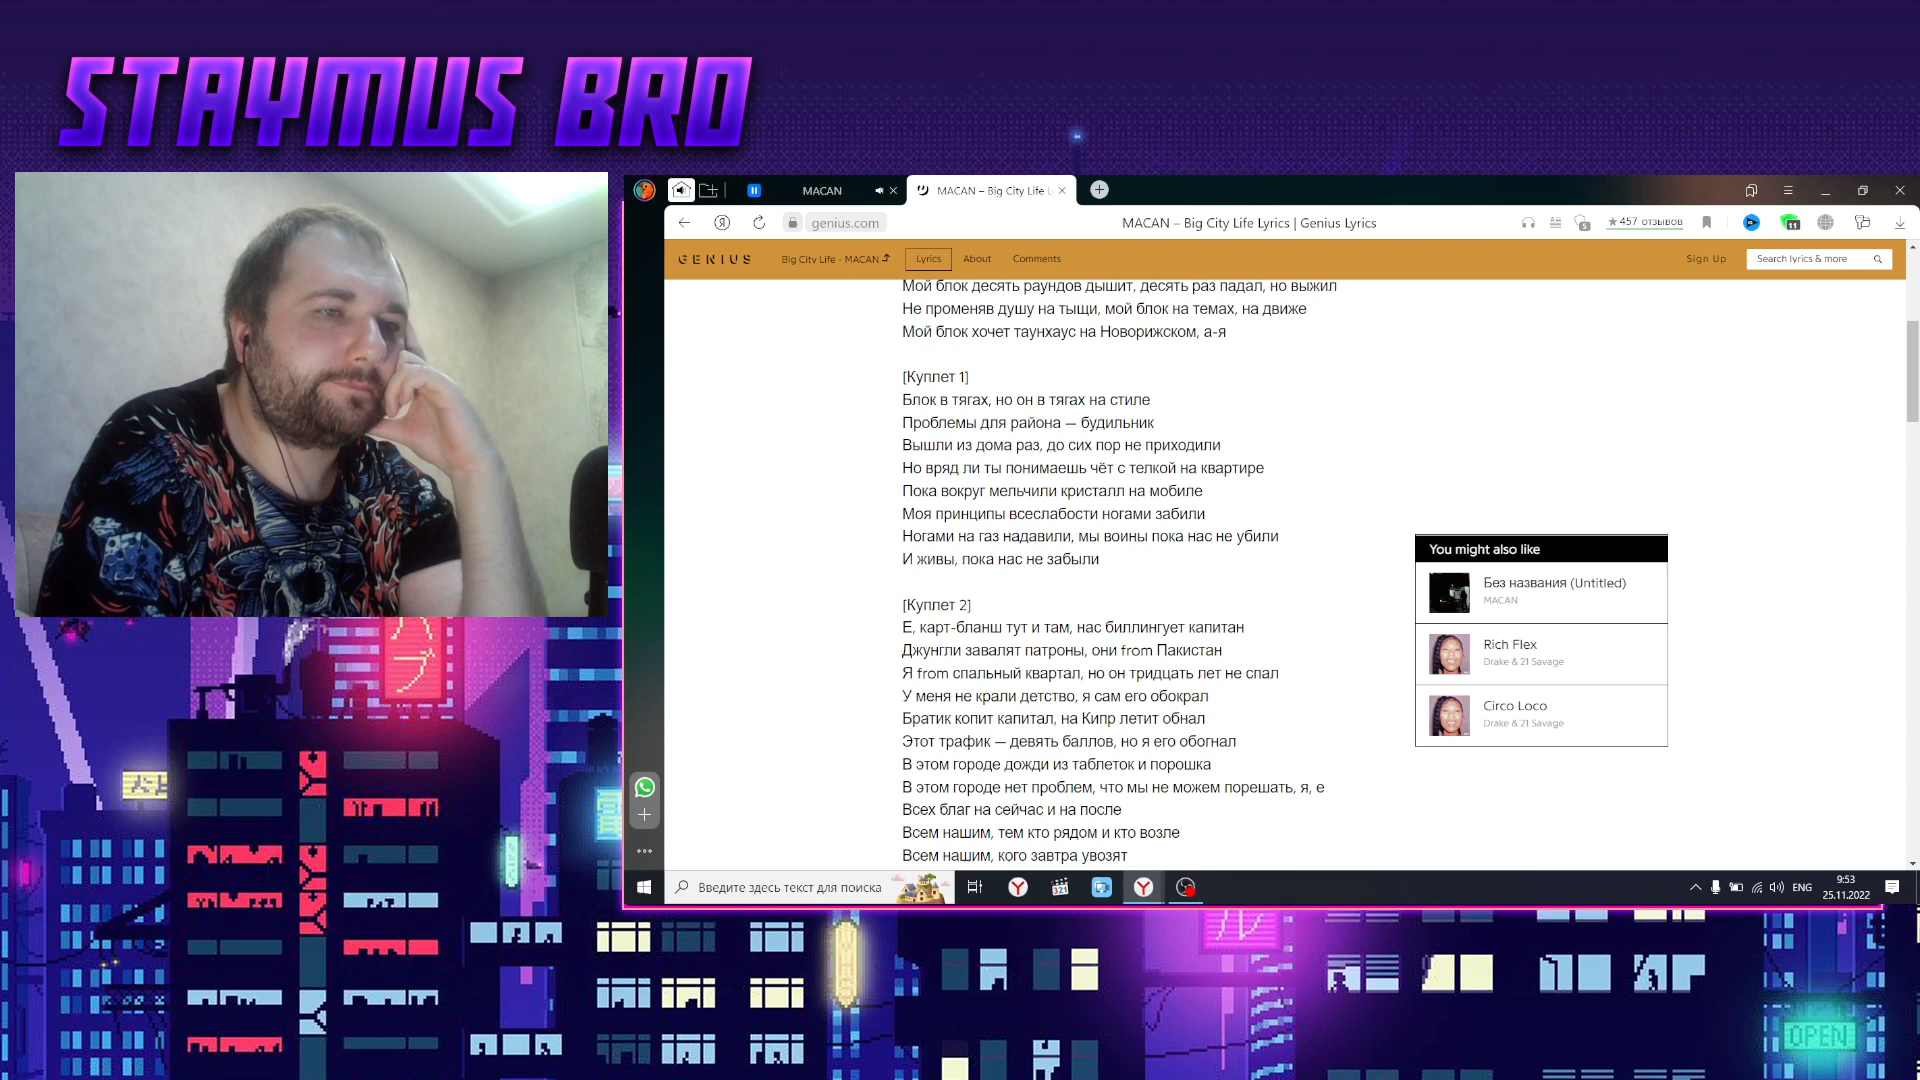 STAYMUS BRO
MACAN
MACAN – Big City Life L
genius.com
MACAN – Big City Life Lyrics | Genius Lyrics
★457 отзывов
11
5
GENIUS
Big City Life - MACAN
Lyrics
About
Comments
Sign Up
Search lyrics & more
Мой блок десять раундов дышит, десять раз падал, но выжил
Не променяв душу на тыщи, мой блок на темах, на движе
Мой блок хочет таунхаус на Новорижском, а-я
[Куплет 1]
Блок в тягах, но он в тягах на стиле
Проблемы для района — будильник
Вышли из дома раз, до сих пор не приходили
Но вряд ли ты понимаешь чёт с телкой на квартире
Пока вокруг мельчили кристалл на мобиле
Моя принципы всеслабости ногами забили
Ногами на газ надавили, мы воины пока нас не убили
И живы, пока нас не забыли
[Куплет 2]
Е, карт-бланш тут и там, нас биллингует капитан
Джунгли завалят патроны, они from Пакистан
Я from спальный квартал, но он тридцать лет не спал
У меня не крали детство, я сам его обокрал
Братик копит капитал, на Кипр летит обнал
Этот трафик — девять баллов, но я его обогнал
В этом городе дожди из таблеток и порошка
В этом городе нет проблем, что мы не можем порешать, я, е
Всех благ на сейчас и на после
Всем нашим, тем кто рядом и кто возле
Всем нашим, кого завтра увозят
You might also like
Без названия (Untitled)
MACAN
Rich Flex
Drake & 21 Savage
Circo Loco
Drake & 21 Savage
Введите здесь текст для поиска
321
ENG
9:53
25.11.2022
OPEN